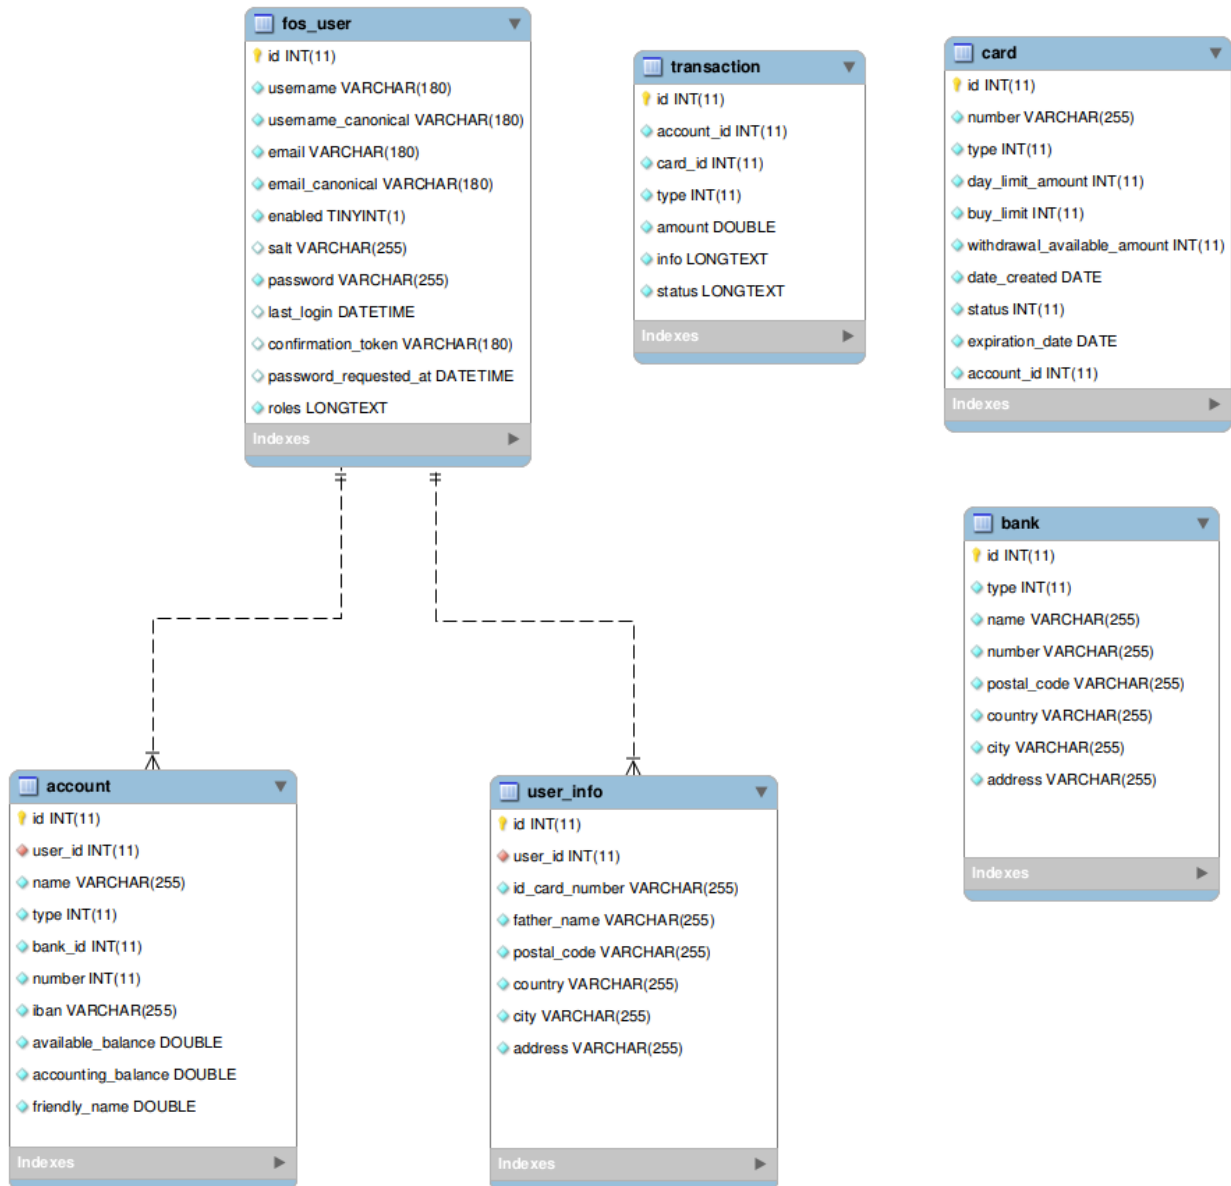 fos_user
id INT(11)
username VARCHAR(180)
username_canonical VARCHAR(180)
email VARCHAR(180)
email_canonical VARCHAR(180)
enabled TINYINT(1)
salt VARCHAR(255)
password VARCHAR(255)
last_login DATETIME
confirmation_token VARCHAR(180)
password_requested_at DATETIME
roles LONGTEXT
Indexes
transaction
id INT(11)
account_id INT(11)
card_id INT(11)
type INT(11)
amount DOUBLE
info LONGTEXT
status LONGTEXT
Indexes
card
id INT(11)
number VARCHAR(255)
type INT(11)
day_limit_amount INT(11)
buy_limit INT(11)
withdrawal_available_amount INT(11)
date_created DATE
status INT(11)
expiration_date DATE
account_id INT(11)
Indexes
bank
id INT(11)
type INT(11)
name VARCHAR(255)
number VARCHAR(255)
postal_code VARCHAR(255)
country VARCHAR(255)
city VARCHAR(255)
address VARCHAR(255)
Indexes
account
id INT(11)
user_id INT(11)
name VARCHAR(255)
type INT(11)
bank_id INT(11)
number INT(11)
iban VARCHAR(255)
available_balance DOUBLE
accounting_balance DOUBLE
friendly_name DOUBLE
Indexes
user_info
id INT(11)
user_id INT(11)
id_card_number VARCHAR(255)
father_name VARCHAR(255)
postal_code VARCHAR(255)
country VARCHAR(255)
city VARCHAR(255)
address VARCHAR(255)
Indexes